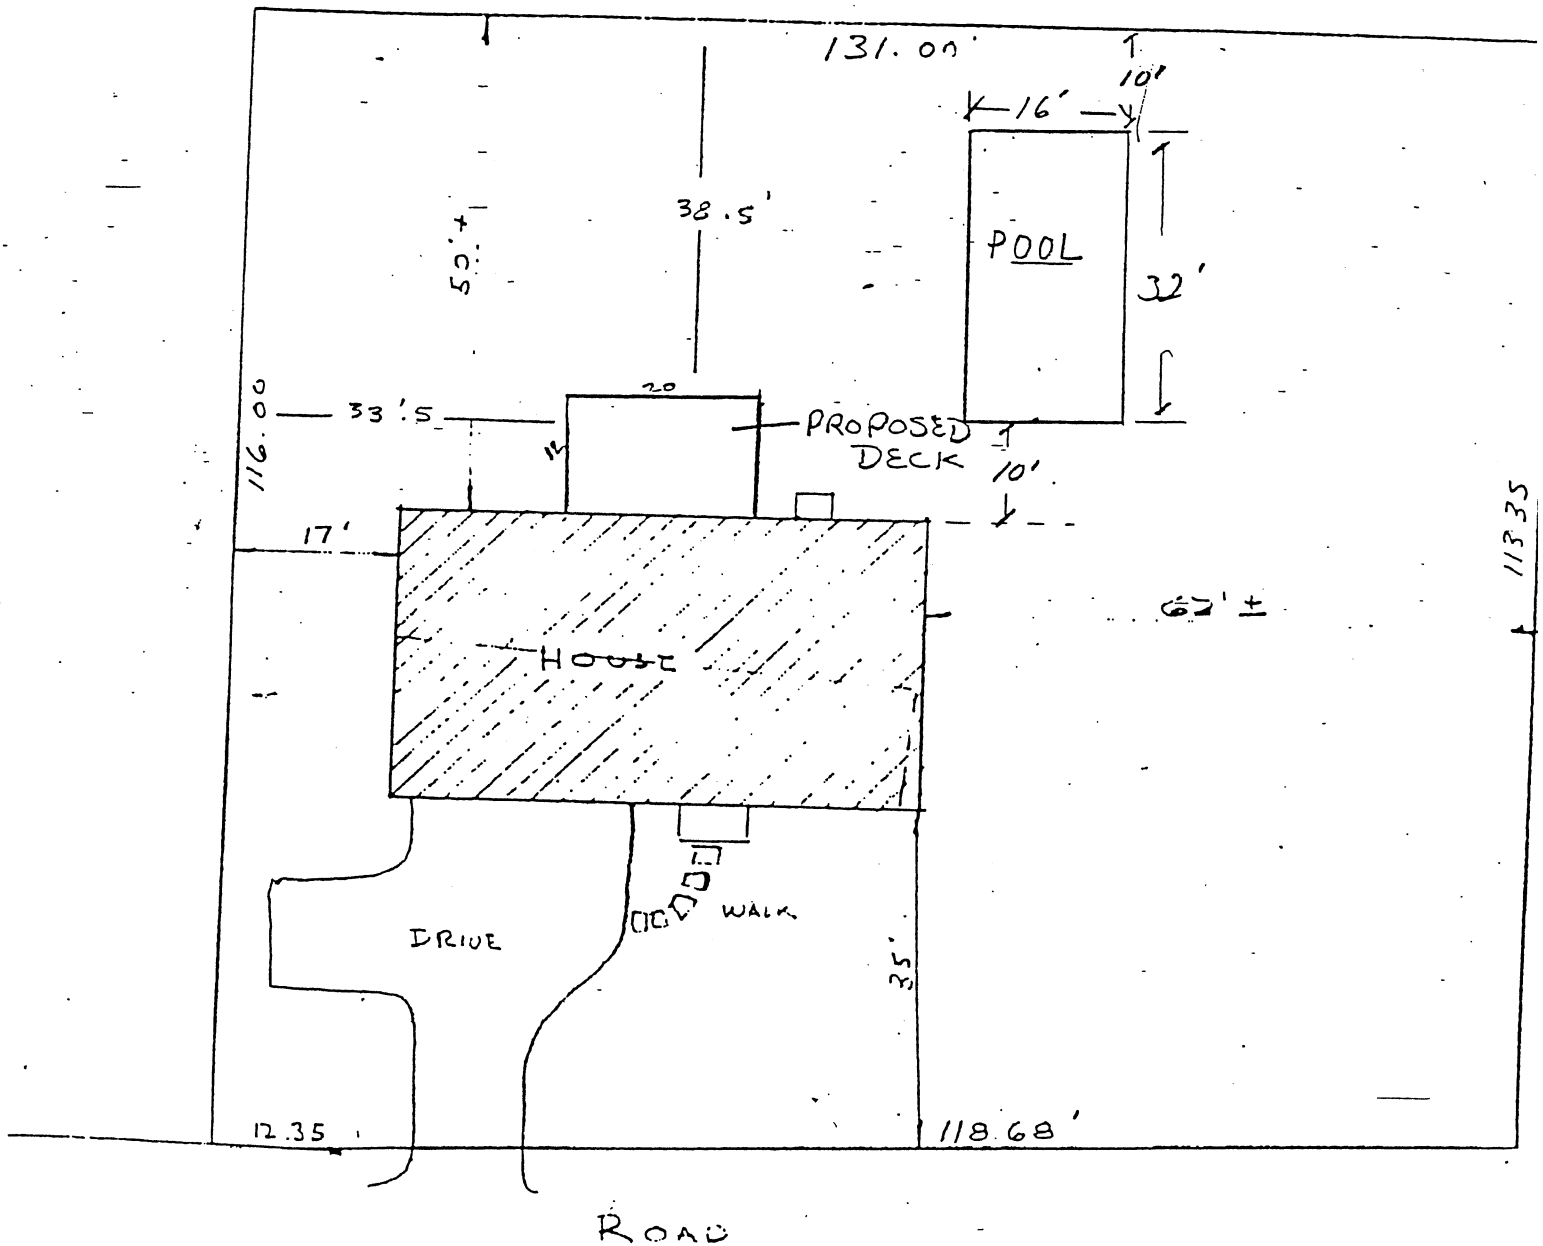 131.00'
10'
16'
38.5'
50'.±
POOL
32'
20
116.00
33'.5
12
PROPOSED
DECK
10'
17'
113.35
62' ±
HOUSE
DRIVE
WALK
35'
12.35'
118.68'
ROAD